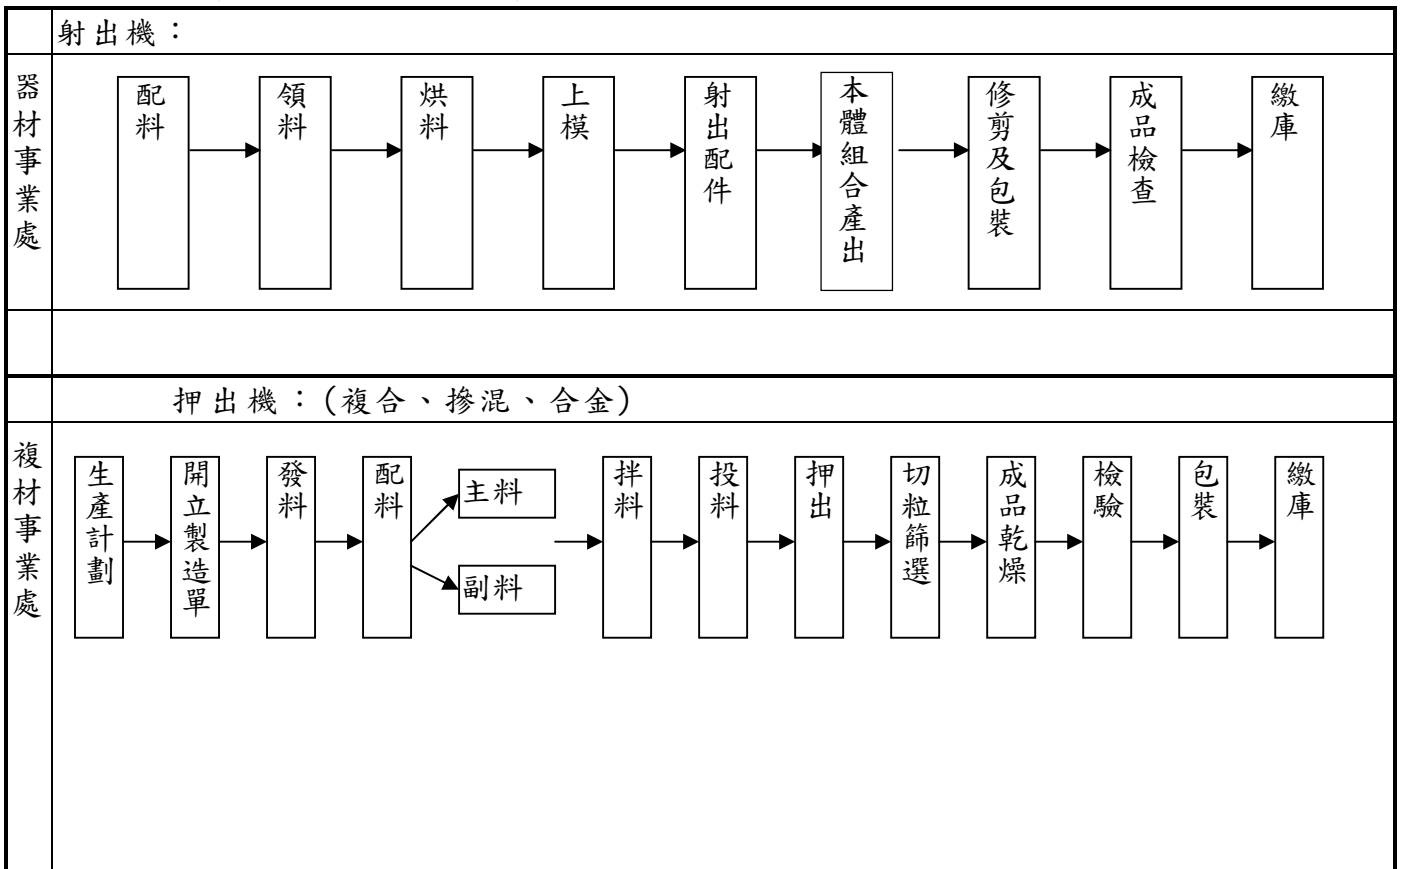 射出機：
器材事業處
配料
領料
烘料
上模
射出配件
本體組合產出
修剪及包裝
成品檢查
繳庫
押出機：(複合、摻混、合金)
複材事業處
生產計劃
開立製造單
發料
配料
主料
副料
拌料
投料
押出
切粒篩選
成品乾燥
檢驗
包裝
繳庫